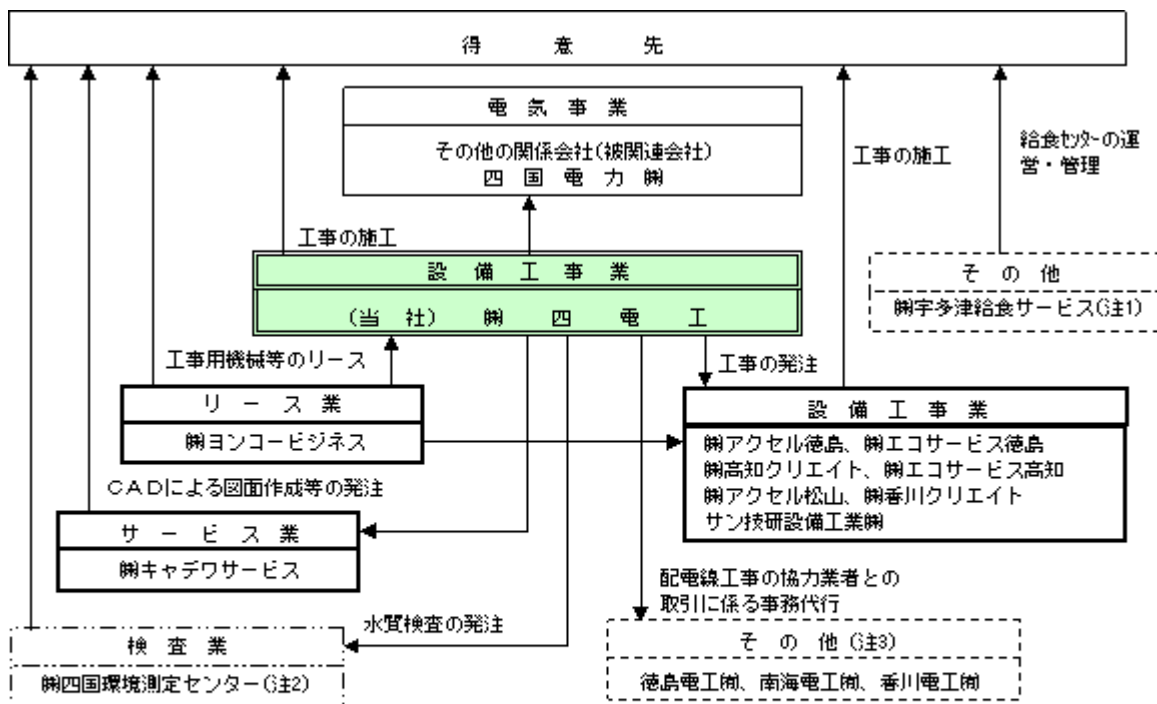 得意先
電気事業
その他の関係会社(被関連会社)
四国電力㈱
工事の施工
給食センターの運
営・管理
工事の施工
設備工事業
(当社)㈱四電工
その他
㈱宇多津給食サービス(注1)
工事用機械等のリース
工事の発注
リース業
㈱ヨンコービジネス
設備工事業
㈱アクセル徳島、㈱エコサービス徳島
㈱高知クリエイト、㈱エコサービス高知
㈱アクセル松山、㈱香川クリエイト
サン技研設備工業㈱
CADによる図面作成等の発注
サービス業
㈱キャデワサービス
配電線工事の協力業者との
取引に係る事務代行
水質検査の発注
検査業
㈱四国環境測定センター(注2)
その他(注3)
徳島電工㈲、南海電工㈲、香川電工㈲